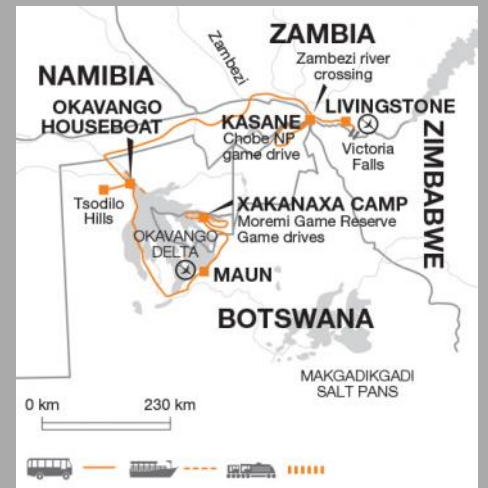 ZAMBIA
Zambezi
Zambezi river
crossing
NAMIBIA
OKAVANGO
HOUSEBOAT
LIVINGSTONE
KASANE
Chobe NP
game drive
Victoria
Falls
ZIMBABWE
Tsodilo
Hills
XAKANAXA CAMP
Moremi Game Reserve
Game drives
OKAVANGO
DELTA
MAUN
BOTSWANA
MAKGADIKGADI
SALT PANS
0 km
230 km